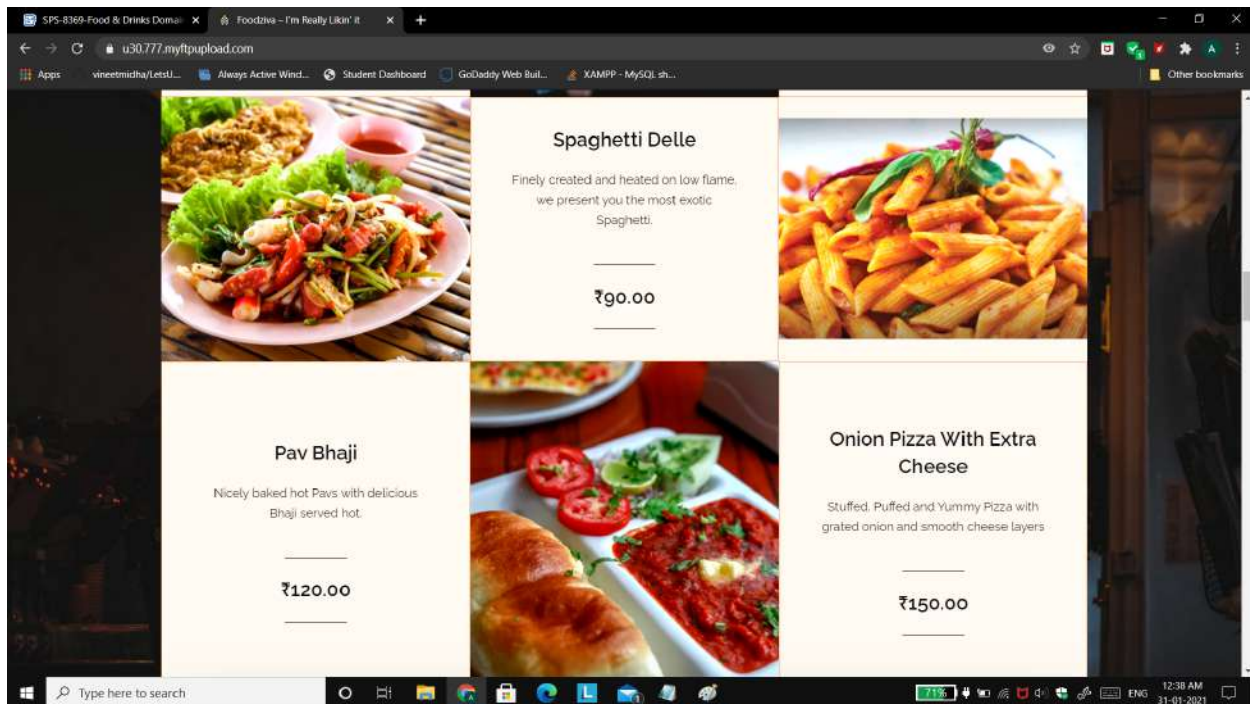 SPS-8369-Food & Drinks Domai
Foodziva – I'm Really Likin' it
u30.777.myftpupload.com
Apps
vineetmidha/LetsU...
Always Active Wind...
Student Dashboard
GoDaddy Web Buil...
XAMPP - MySQL sh...
Other bookmarks
Spaghetti Delle
Finely created and heated on low flame,
we present you the most exotic
Spaghetti.
₹90.00
Pav Bhaji
Nicely baked hot Pavs with delicious
Bhaji served hot.
₹120.00
Onion Pizza With Extra
Cheese
Stuffed, Puffed and Yummy Pizza with
grated onion and smooth cheese layers
₹150.00
Type here to search
71%
ENG
12:38 AM
31-01-2021